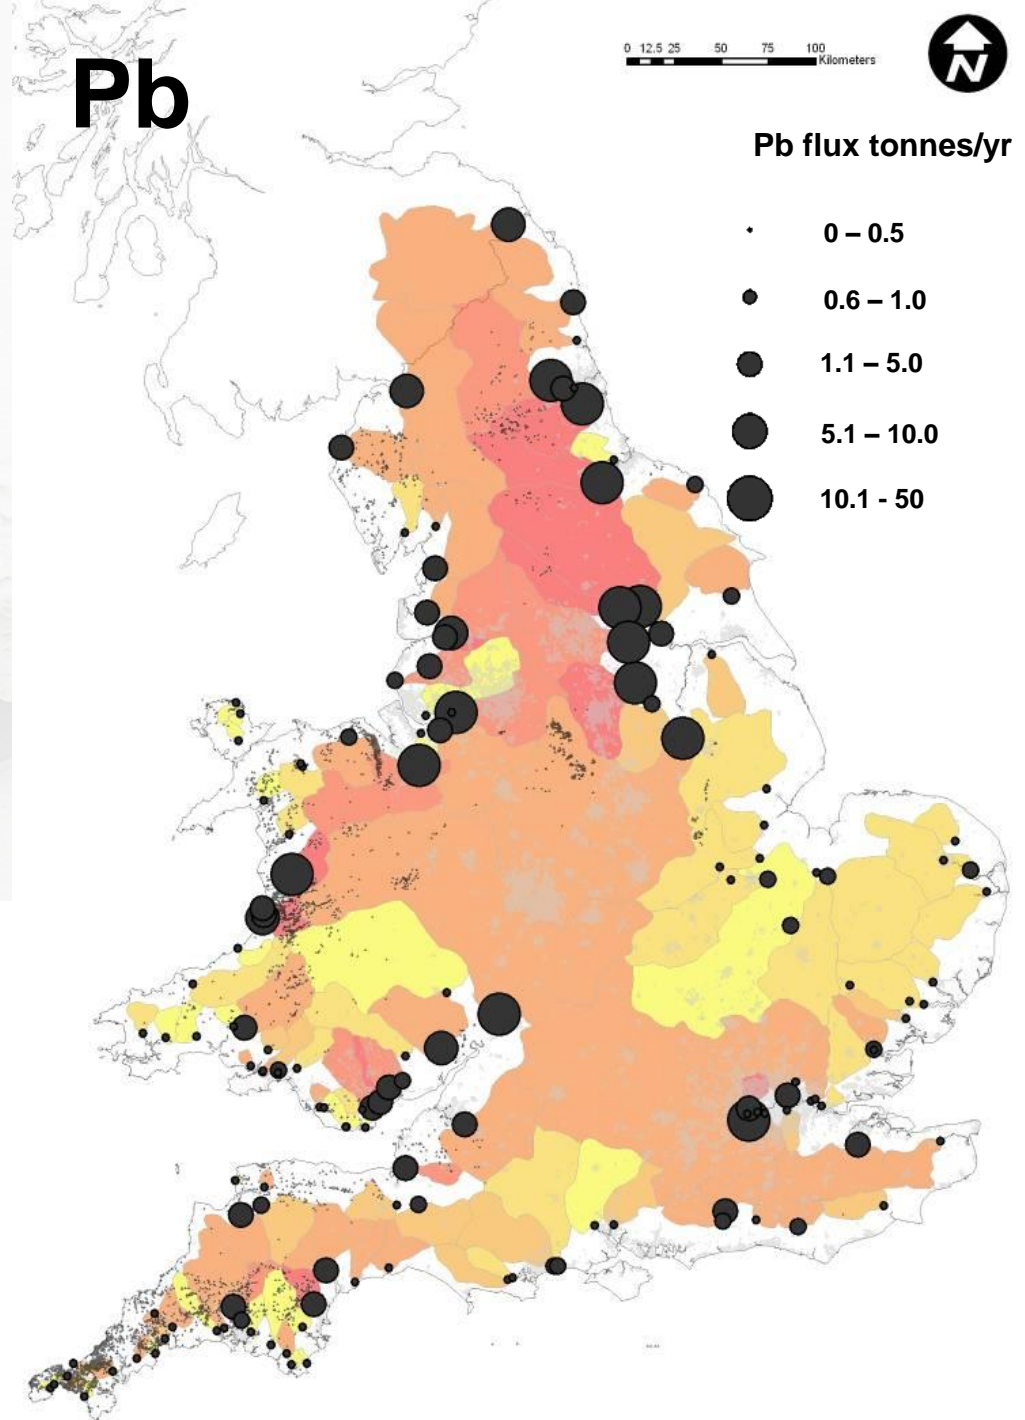 Pb
0 12.5 25 50 75 100
Kilometers
N
Pb flux tonnes/yr
0 – 0.5
0.6 – 1.0
1.1 – 5.0
5.1 – 10.0
10.1 - 50